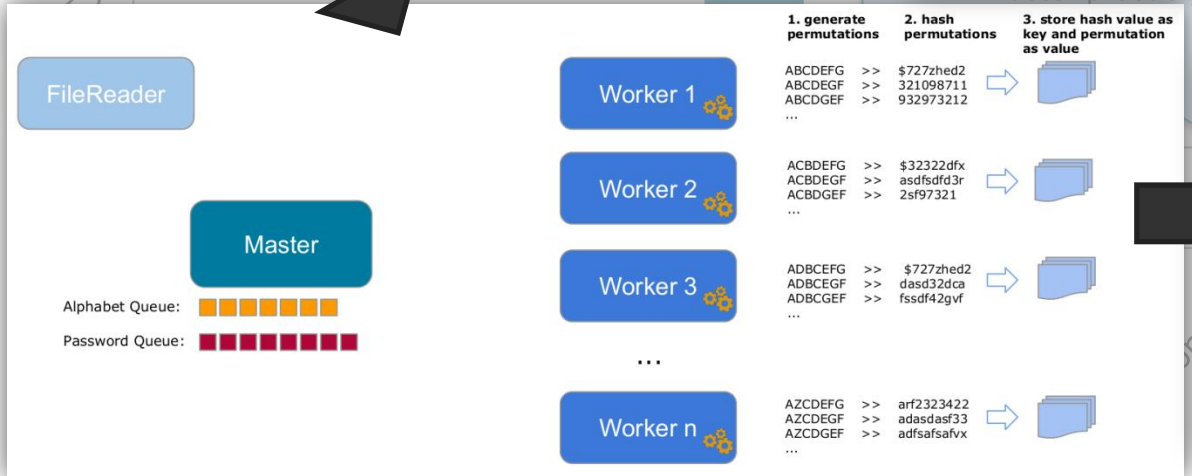 1. generate
permutations
2. hash
permutations
3. store hash value as
key and permutation
as value
FileReader
Worker 1
ABCDEFG >> $727zhed2
ABCDEGF >> 321098711
ABCDGEF >> 932973212
...
Worker 2
ACBDEFG >> $32322dfx
ACBDEGF >> asdfsdfd3r
ACBDGEF >> 2sf97321
...
Master
Alphabet Queue:
Password Queue:
Worker 3
ADBCEFG >> $727zhed2
ADBCEGF >> dasd32dca
ADBCGEF >> fssdf42gvf
...
...
Worker n
AZCDEFG >> arf2323422
AZCDEGF >> adasdasf33
AZCDGEF >> adfsafsafvx
...